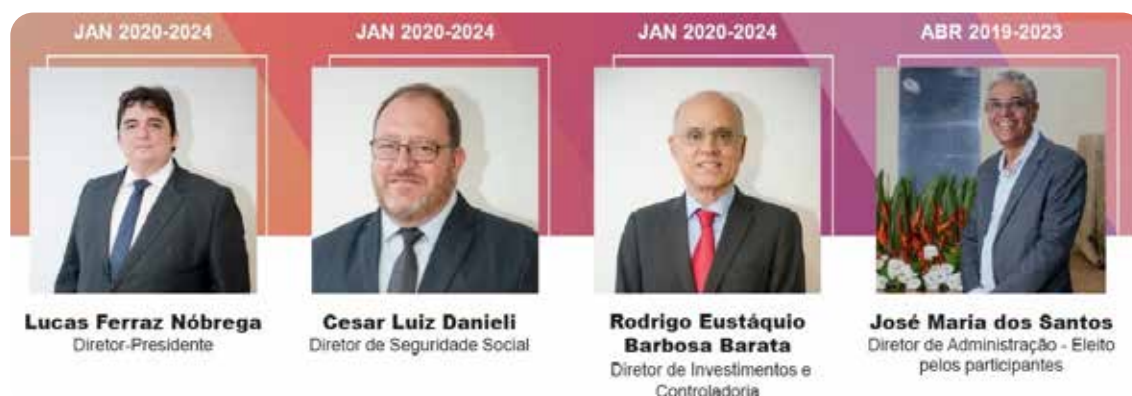 JAN 2020-2024
JAN 2020-2024
JAN 2020-2024
ABR 2019-2023
Lucas Ferraz Nóbrega
Diretor-Presidente
Cesar Luiz Danieli
Diretor de Seguridade Social
Rodrigo Eustáquio
Barbosa Barata
Diretor de Investimentos e
Controladoria
José Maria dos Santos
Diretor de Administração - Eleito
pelos participantes